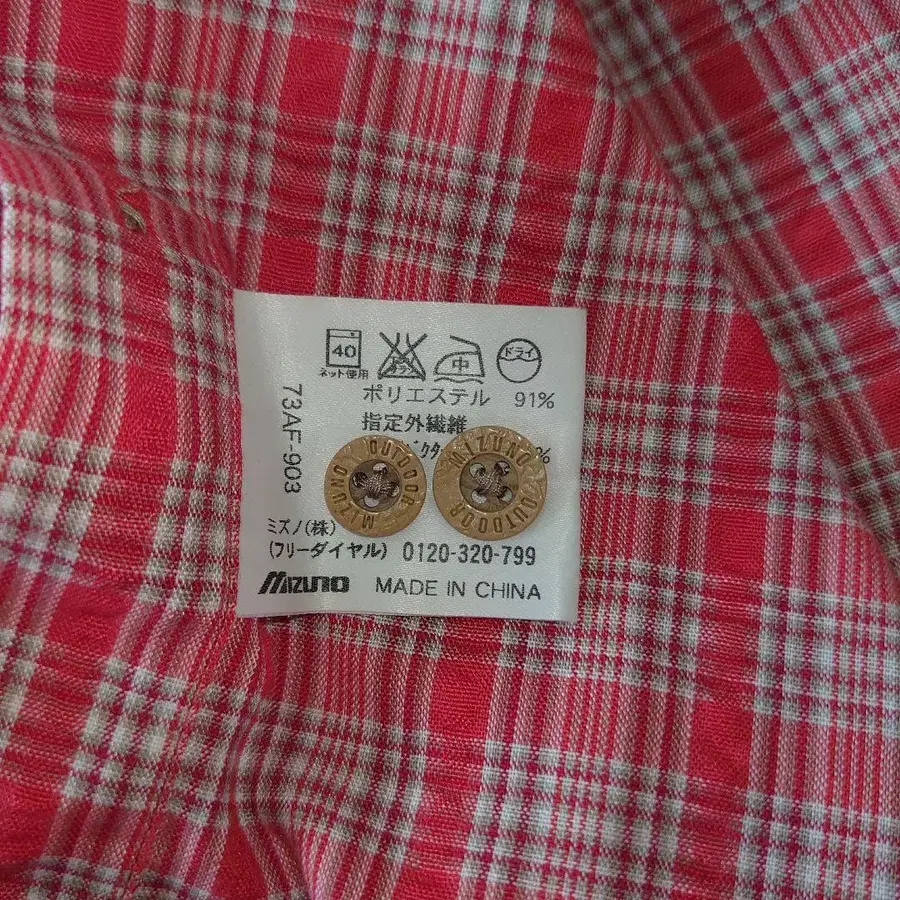 40 ドライ
ネット使用 中
ポリエステル 91%
指定外繊維
%
73AF-903
MIZUNO OUTDOOR
MIZUNO OUTDOOR
ミズノ(株)
(フリーダイヤル) 0120-320-799
MIZUNO MADE IN CHINA